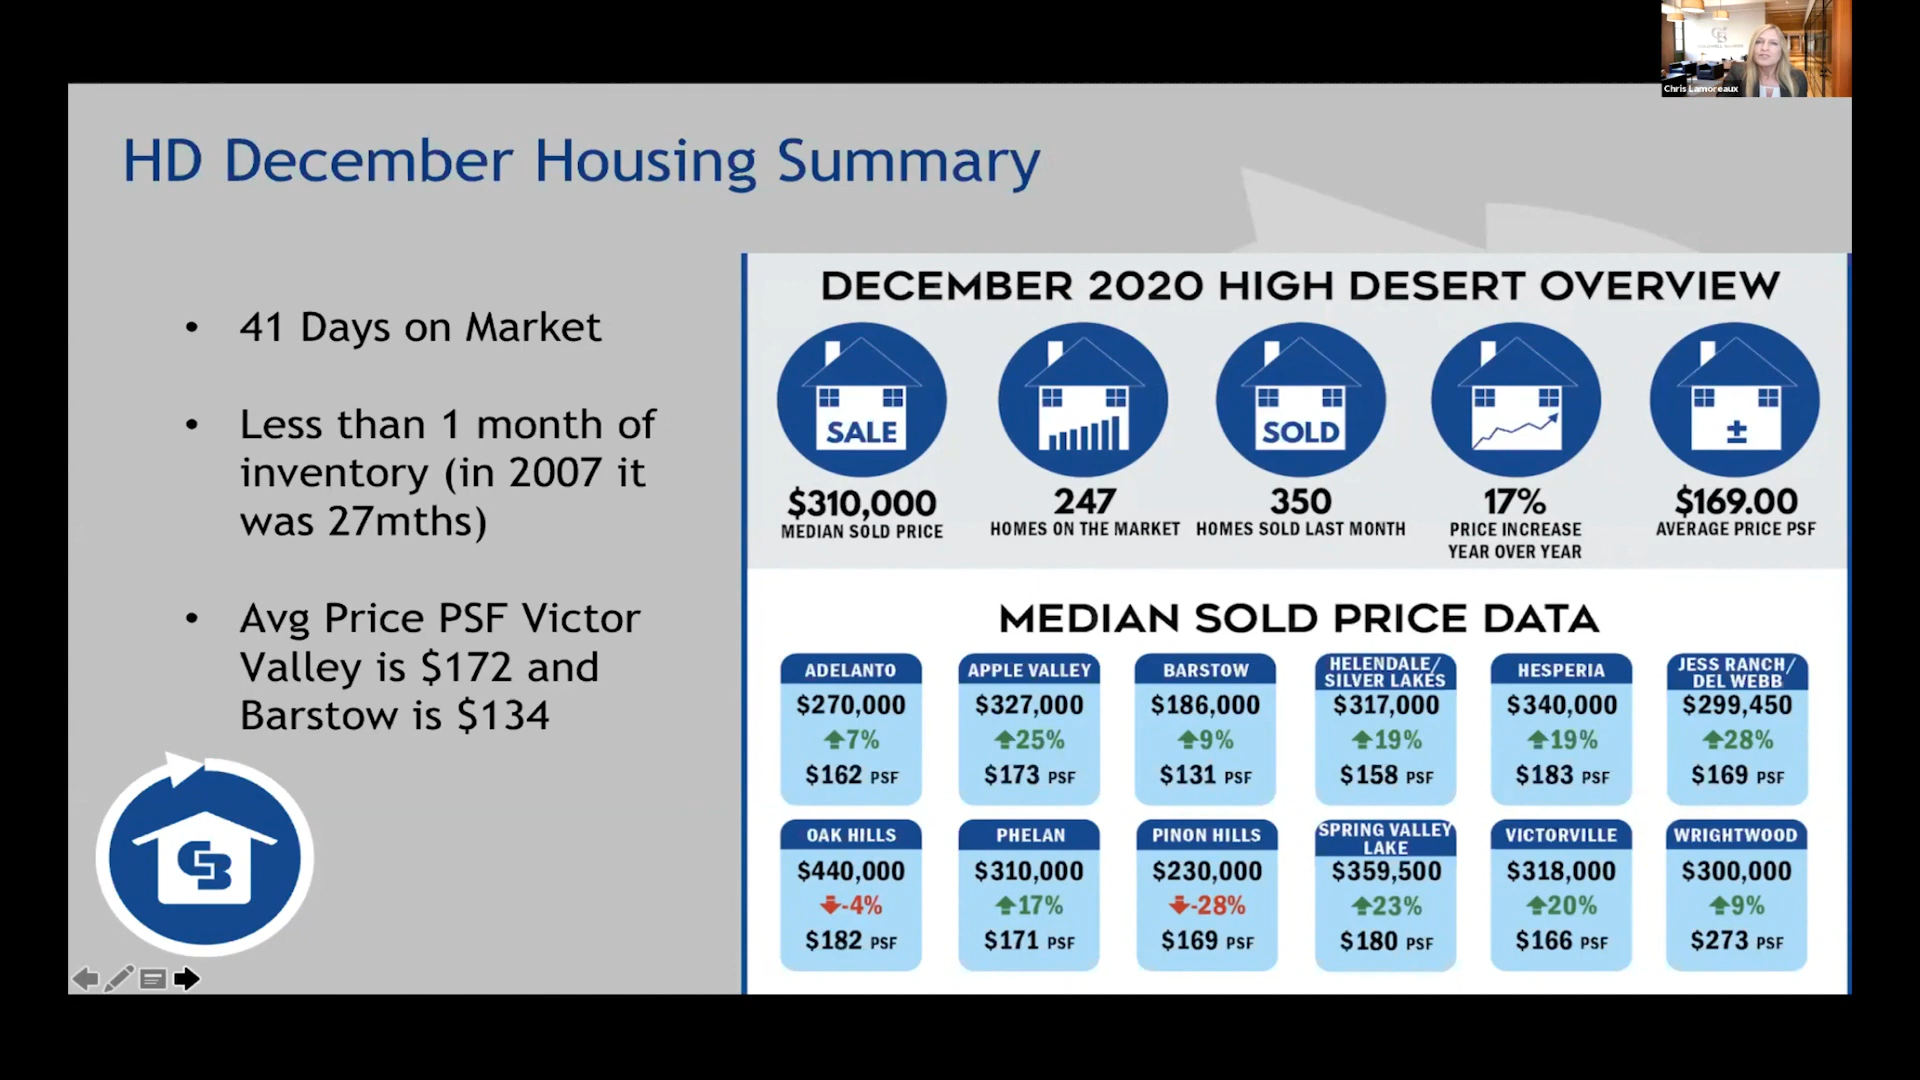 Chris Lamoreaux
HD December Housing Summary
• 41 Days on Market
• Less than 1 month of
inventory (in 2007 it
was 27mths)
• Avg Price PSF Victor
Valley is $172 and
Barstow is $134
CB
DECEMBER 2020 HIGH DESERT OVERVIEW
SALE
SOLD
±
$310,000
MEDIAN SOLD PRICE
247
HOMES ON THE MARKET
350
HOMES SOLD LAST MONTH
17%
PRICE INCREASE
YEAR OVER YEAR
$169.00
AVERAGE PRICE PSF
MEDIAN SOLD PRICE DATA
ADELANTO
$270,000
7%
$162 PSF
APPLE VALLEY
$327,000
25%
$173 PSF
BARSTOW
$186,000
9%
$131 PSF
HELENDALE/
SILVER LAKES
$317,000
19%
$158 PSF
HESPERIA
$340,000
19%
$183 PSF
JESS RANCH/
DEL WEBB
$299,450
28%
$169 PSF
OAK HILLS
$440,000
-4%
$182 PSF
PHELAN
$310,000
17%
$171 PSF
PINON HILLS
$230,000
-28%
$169 PSF
SPRING VALLEY
LAKE
$359,500
23%
$180 PSF
VICTORVILLE
$318,000
20%
$166 PSF
WRIGHTWOOD
$300,000
9%
$273 PSF